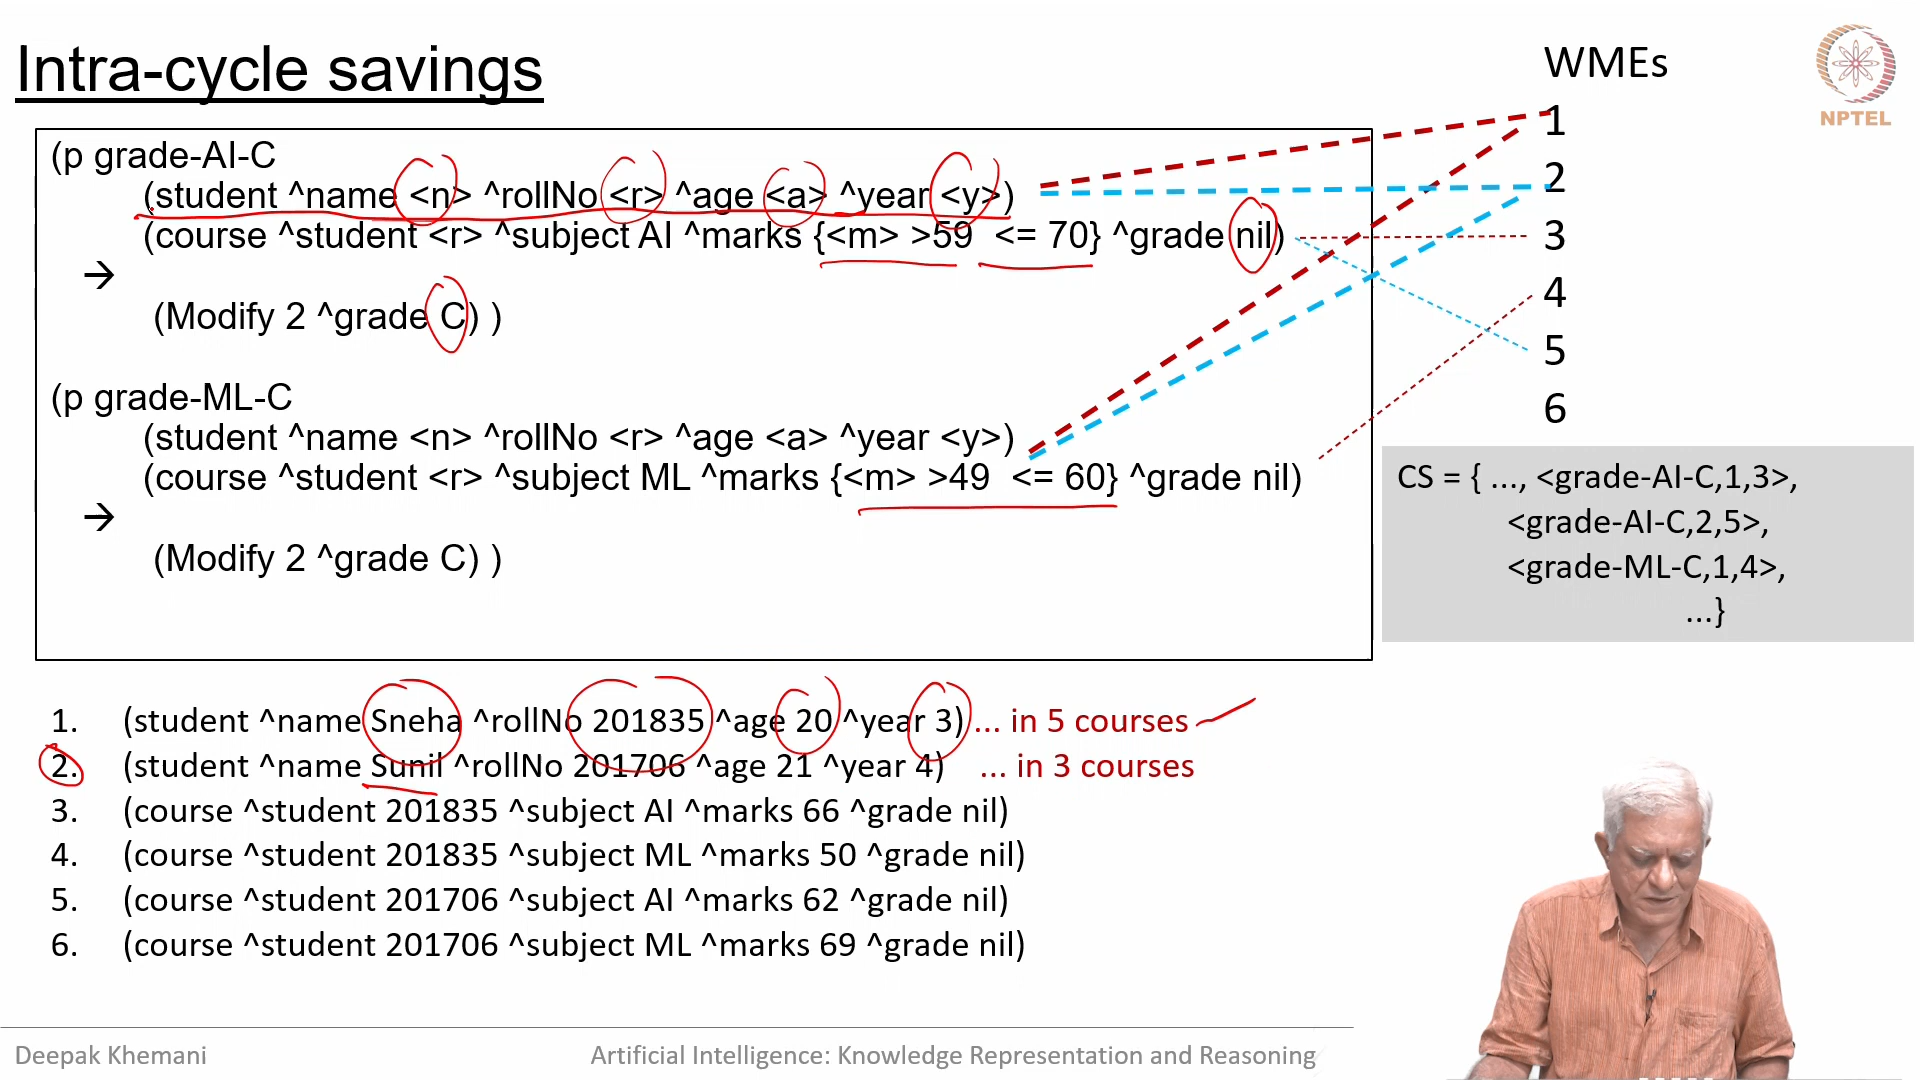 Intra-cycle savings
WMEs
NPTEL
(p grade-AI-C
(student ^name <n> ^rollNo <r> ^age <a> ^year <y>)
(course ^student <r> ^subject AI ^marks {<m> >59 <= 70} ^grade nil)
→
(Modify 2 ^grade C) )
(p grade-ML-C
(student ^name <n> ^rollNo <r> ^age <a> ^year <y>)
(course ^student <r> ^subject ML ^marks {<m> >49 <= 60} ^grade nil)
→
(Modify 2 ^grade C) )
1
2
3
4
5
6
CS = { ..., <grade-AI-C,1,3>,
<grade-AI-C,2,5>,
<grade-ML-C,1,4>,
...}
1. (student ^name Sneha ^rollNo 201835 ^age 20 ^year 3) ... in 5 courses
2. (student ^name Sunil ^rollNo 201706 ^age 21 ^year 4) ... in 3 courses
3. (course ^student 201835 ^subject AI ^marks 66 ^grade nil)
4. (course ^student 201835 ^subject ML ^marks 50 ^grade nil)
5. (course ^student 201706 ^subject AI ^marks 62 ^grade nil)
6. (course ^student 201706 ^subject ML ^marks 69 ^grade nil)
Deepak Khemani
Artificial Intelligence: Knowledge Representation and Reasoning